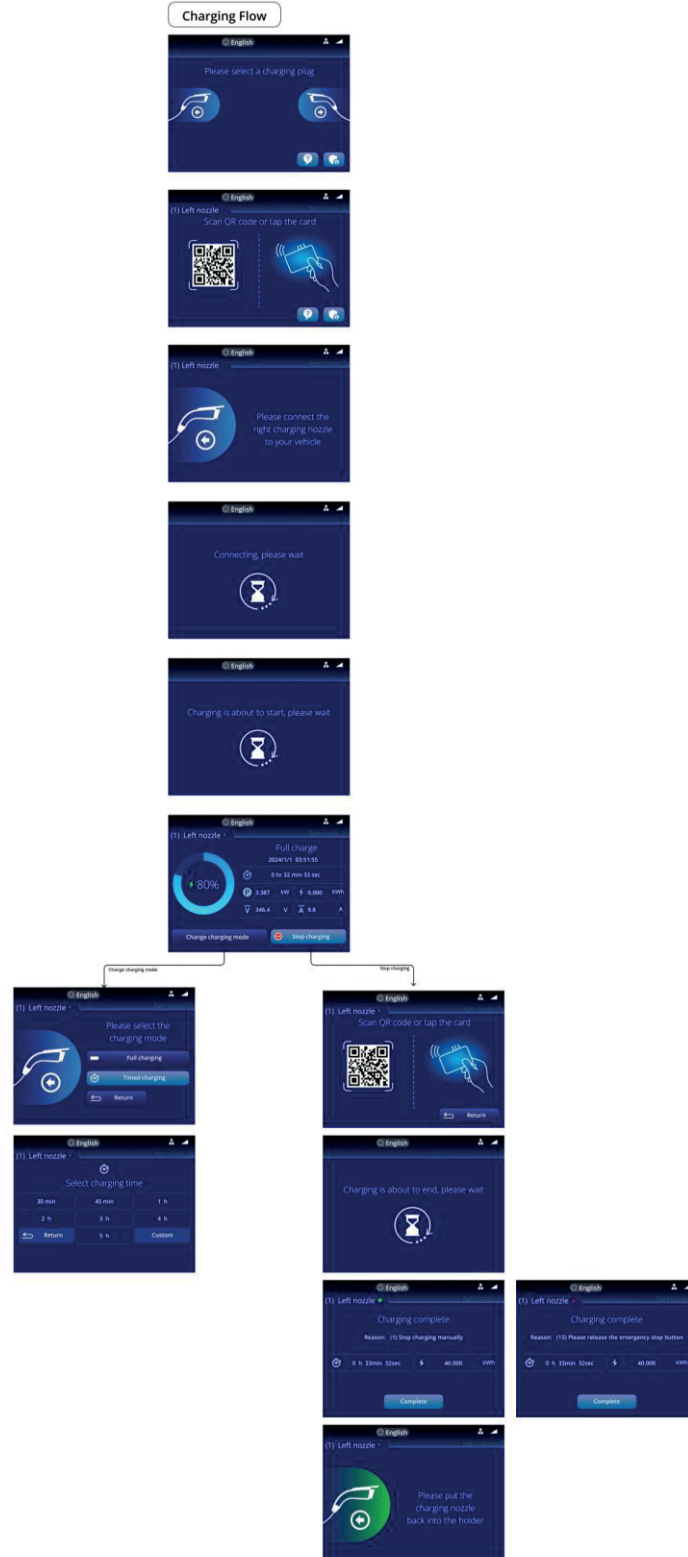 Charging Flow
English
Please select a charging plug
English
(1) Left nozzle
Scan QR code or tap the card
English
(1) Left nozzle
Please connect the
right charging nozzle
to your vehicle
English
Connecting, please wait
English
Charging is about to start, please wait
English
(1) Left nozzle
Full charge
2024/1/1 03:51:55
0 hr 32 min 33 sec
80%
P 3.387 kW 0.000 kWh
V 346.4 V A 9.8 A
Change charging mode Stop charging
Change charging mode
Stop charging
English
(1) Left nozzle
Please select the
charging mode
Full charging
Timed charging
Return
English
(1) Left nozzle
Select charging time
30 min 45 min 1 h
2 h 3 h 4 h
Return 5 h Custom
English
(1) Left nozzle
Scan QR code or tap the card
Return
English
Charging is about to end, please wait
English
(1) Left nozzle
Charging complete
Reason: (1) Stop charging manually
0 h 33min 32sec 40.000 kWh
Complete
English
(1) Left nozzle
Charging complete
Reason: (15) Please release the emergency stop button
0 h 33min 32sec 40.000 kWh
Complete
English
(1) Left nozzle
Please put the
charging nozzle
back into the holder